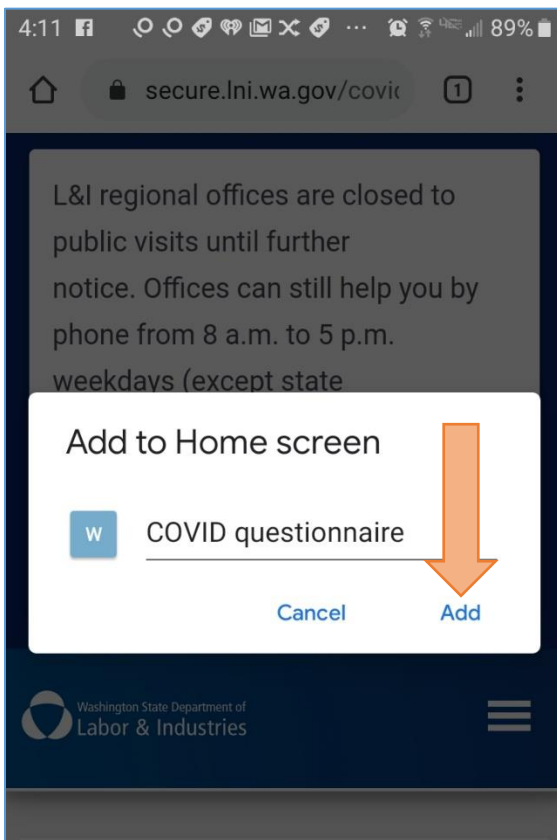 4:11 89%
secure.lni.wa.gov/covic 1
L&I regional offices are closed to
public visits until further
notice. Offices can still help you by
phone from 8 a.m. to 5 p.m.
weekdays (except state
Add to Home screen
W COVID questionnaire
Cancel Add
Washington State Department of
Labor & Industries